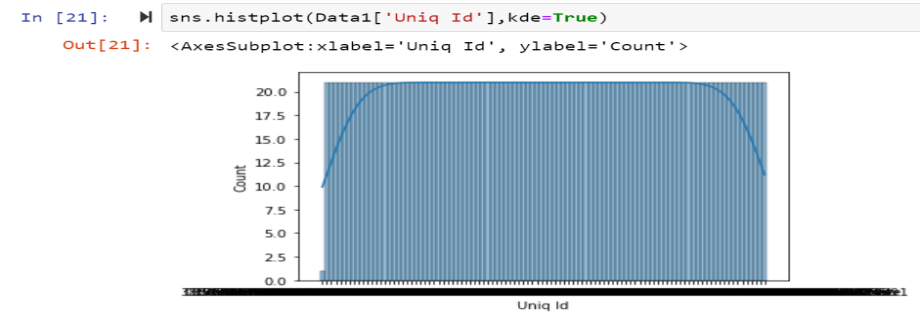 In [21]: sns.histplot(Data1['Uniq Id'],kde=True)
Out[21]: <AxesSubplot:xlabel='Uniq Id', ylabel='Count'>
20.0
17.5
15.0
12.5
10.0
7.5
5.0
2.5
0.0
Count
Uniq Id